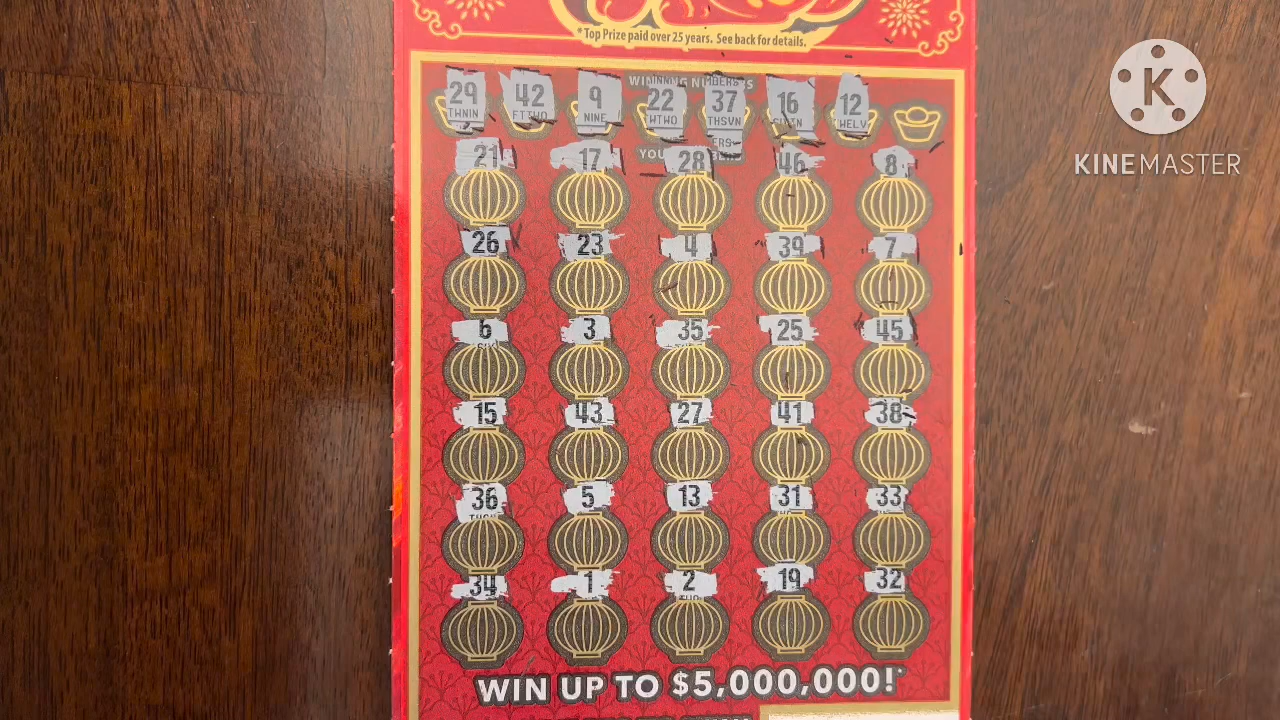 *Top Prize paid over 25 years. See back for details.
WINNING NUMBERS
29 42 9 22 37 16 12
NINE THSVN
21 17 28 46 8
26 23 4 39 7
6 3 35 25 45
15 43 27 41 38
36 5 13 31 33
34 1 2 19 32
WIN UP TO $5,000,000!*
K
KINEMASTER